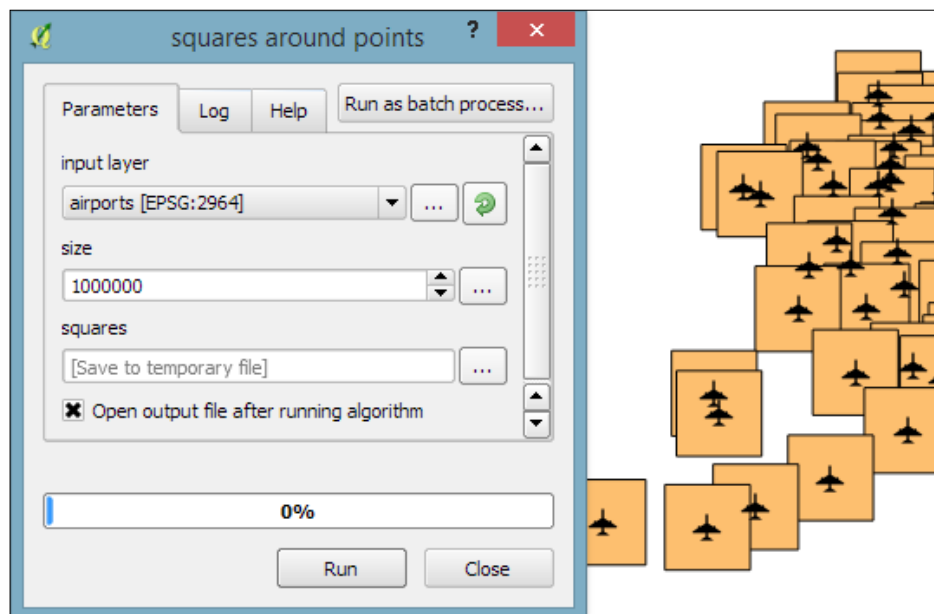 squares around points
?
Parameters
Log
Help
Run as batch process...
input layer
airports [EPSG:2964]
...
size
1000000
...
squares
[Save to temporary file]
...
Open output file after running algorithm
0%
Run
Close